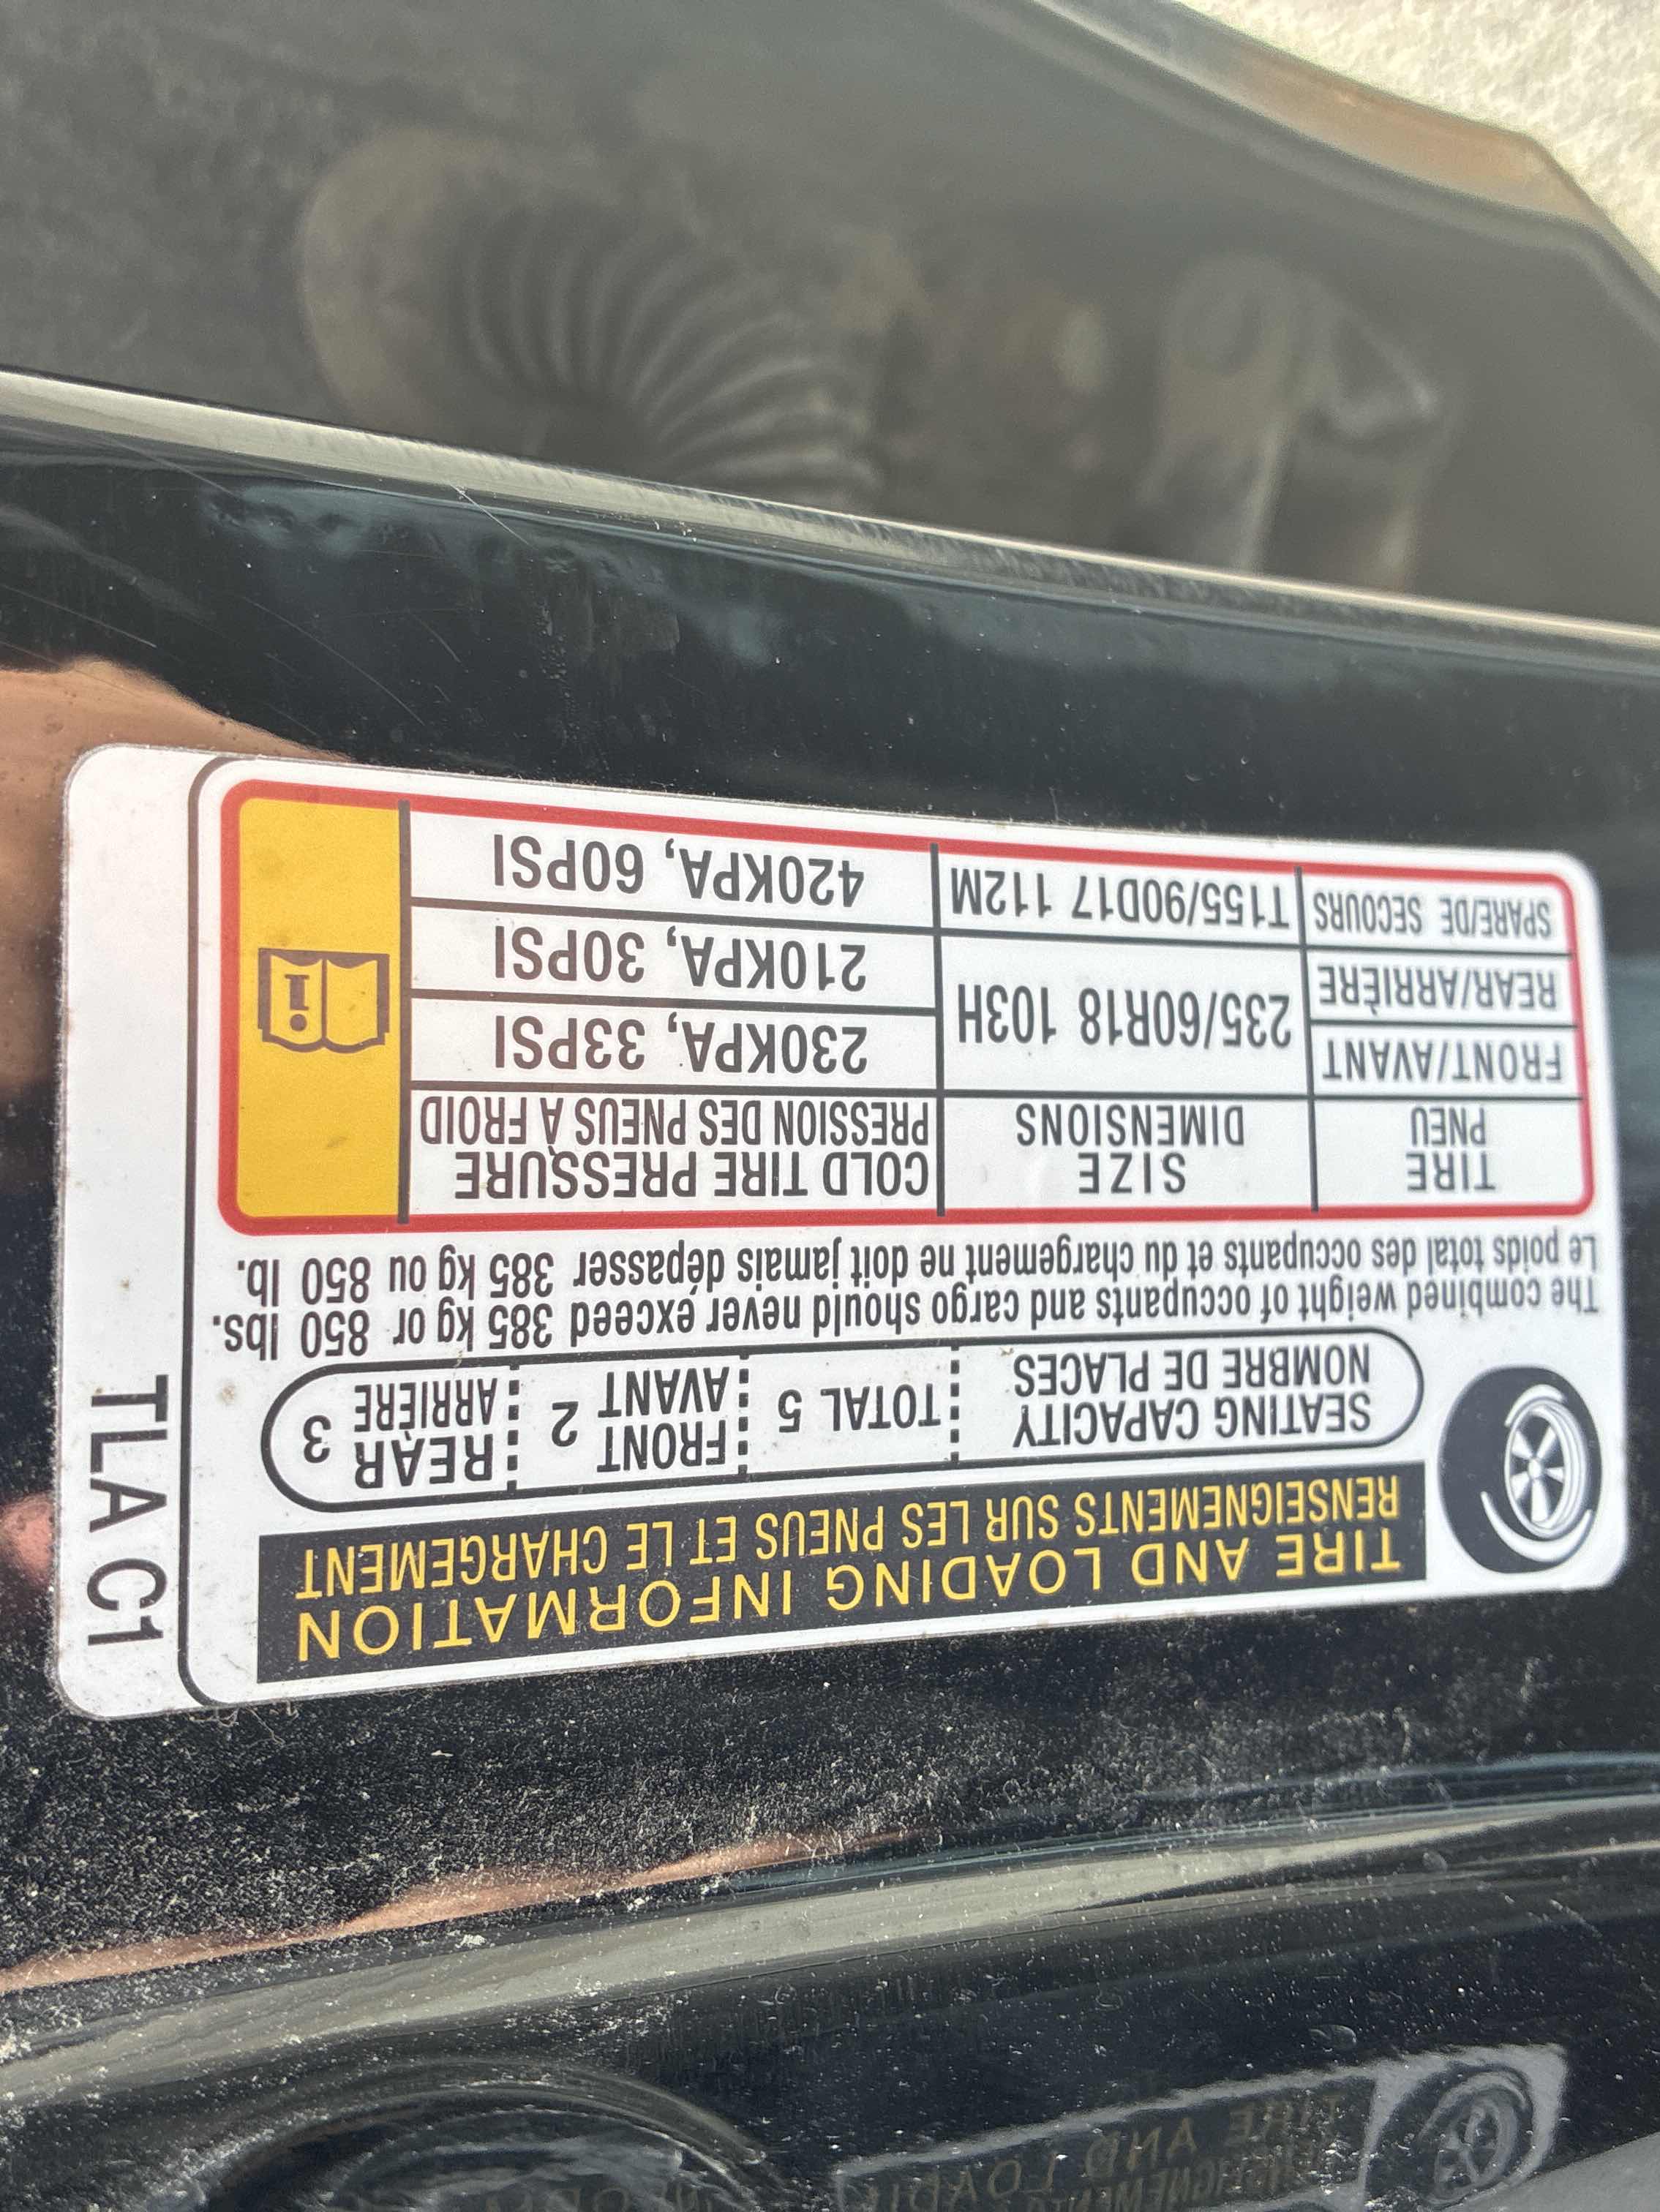 TIRE AND LOADING INFORMATION
RENSEIGNEMENTS SUR LES PNEUS ET LE CHARGEMENT
SEATING CAPACITY
NOMBRE DE PLACES
TOTAL 5
FRONT
AVANT
2
REAR
ARRIÈRE
3
The combined weight of occupants and cargo should never exceed 385 kg or 850 lbs.
Le poids total des occupants et du chargement ne doit jamais dépasser 385 kg ou 850 lb.
TIRE
PNEU
SIZE
DIMENSIONS
COLD TIRE PRESSURE
PRESSION DES PNEUS À FROID
FRONT/AVANT
235/60R18 103H
230KPA, 33PSI
REAR/ARRIÈRE
210KPA, 30PSI
SPARE/DE SECOURS
T155/90D17 112M
420KPA, 60PSI
TLA C1
TIRE AND LOADI